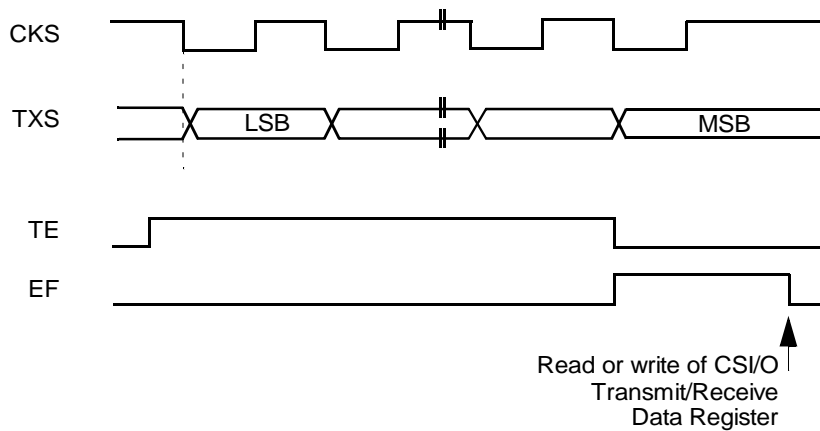 CKS
TXS
LSB
MSB
TE
EF
Read or write of CSI/O
Transmit/Receive
Data Register